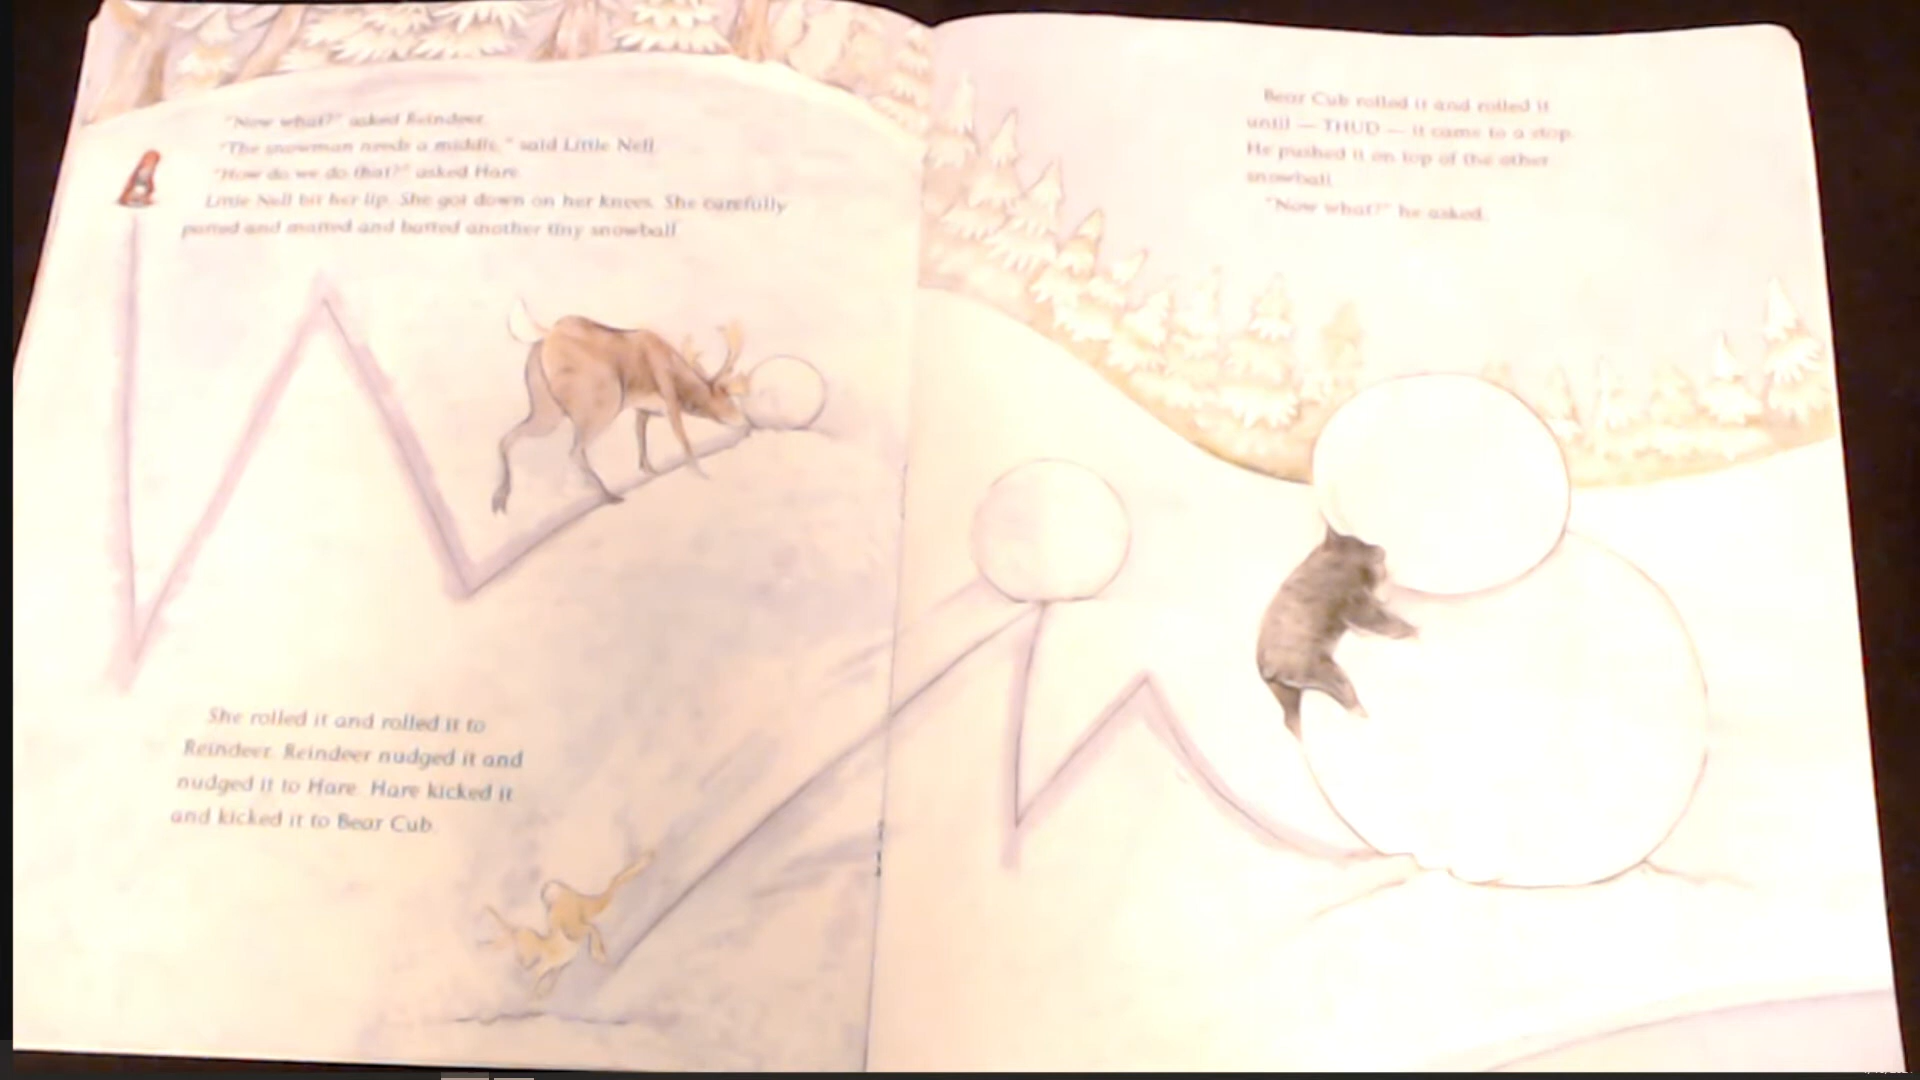 "Now what?" asked Reindeer.
"The snowman needs a middle," said Little Nell.
"How do we do that?" asked Hare.
Little Nell bit her lip. She got down on her knees. She carefully
patted and matted and batted another tiny snowball.
She rolled it and rolled it to
Reindeer. Reindeer nudged it and
nudged it to Hare. Hare kicked it
and kicked it to Bear Cub.
Bear Cub rolled it and rolled it
until — THUD — it came to a stop.
He pushed it on top of the other
snowball.
"Now what?" he asked.